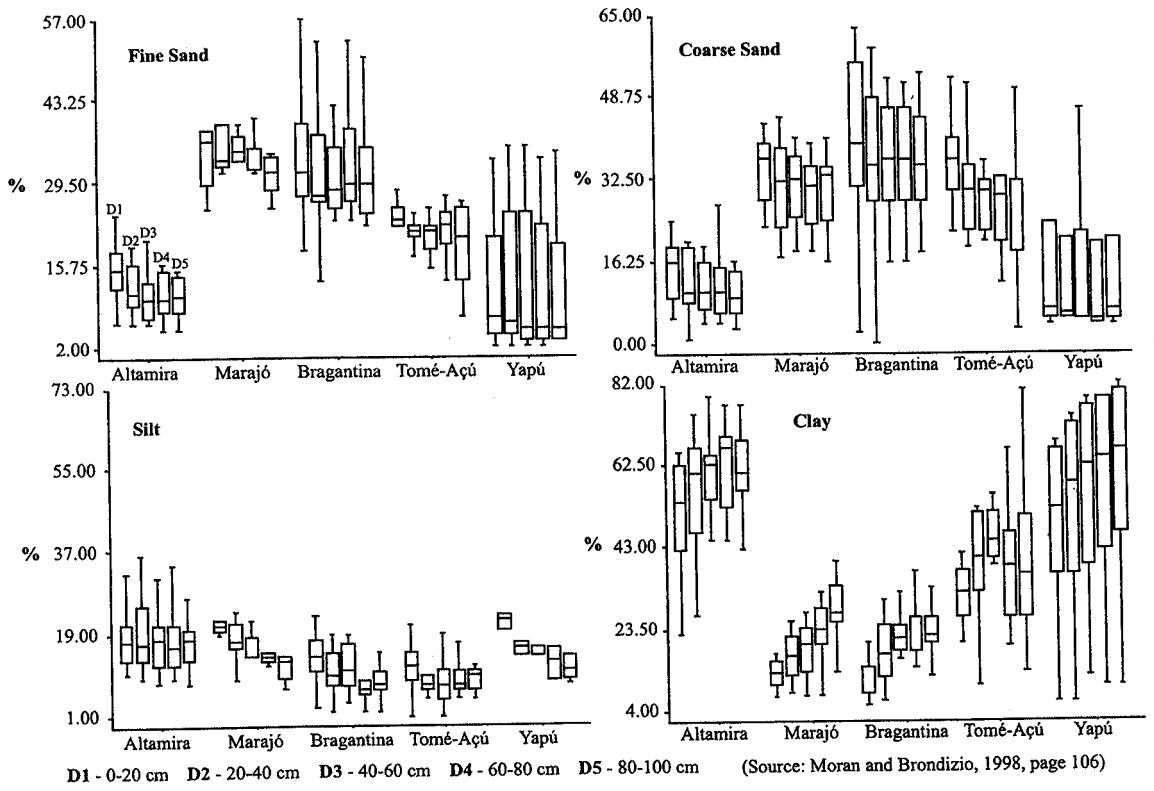 57.00
Fine Sand
43.25
%
29.50
D1
D2
D3
D4
D5
15.75
2.00
Altamira Marajó Bragantina Tomé-Açú Yapú
65.00
Coarse Sand
48.75
%
32.50
16.25
0.00
Altamira Marajó Bragantina Tomé-Açú Yapú
73.00
Silt
55.00
%
37.00
19.00
1.00
Altamira Marajó Bragantina Tomé-Açú Yapú
82.00
Clay
62.50
%
43.00
23.50
4.00
Altamira Marajó Bragantina Tomé-Açú Yapú
D1 - 0-20 cm D2 - 20-40 cm D3 - 40-60 cm D4 - 60-80 cm D5 - 80-100 cm (Source: Moran and Brondizio, 1998, page 106)